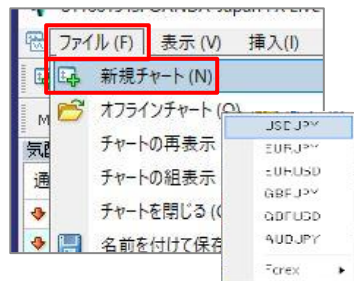 OANDA-Japan FX Live
ファイル (F) 表示 (V) 挿入(I)
新規チャート (N)
オフラインチャート (O)
チャートの再表示
チャートの組表示
チャートを閉じる (C
名前を付けて保存
M
気配
通
USDJPY
EURJPY
EURUSD
GBPJPY
GBPUSD
AUDJPY
Forex